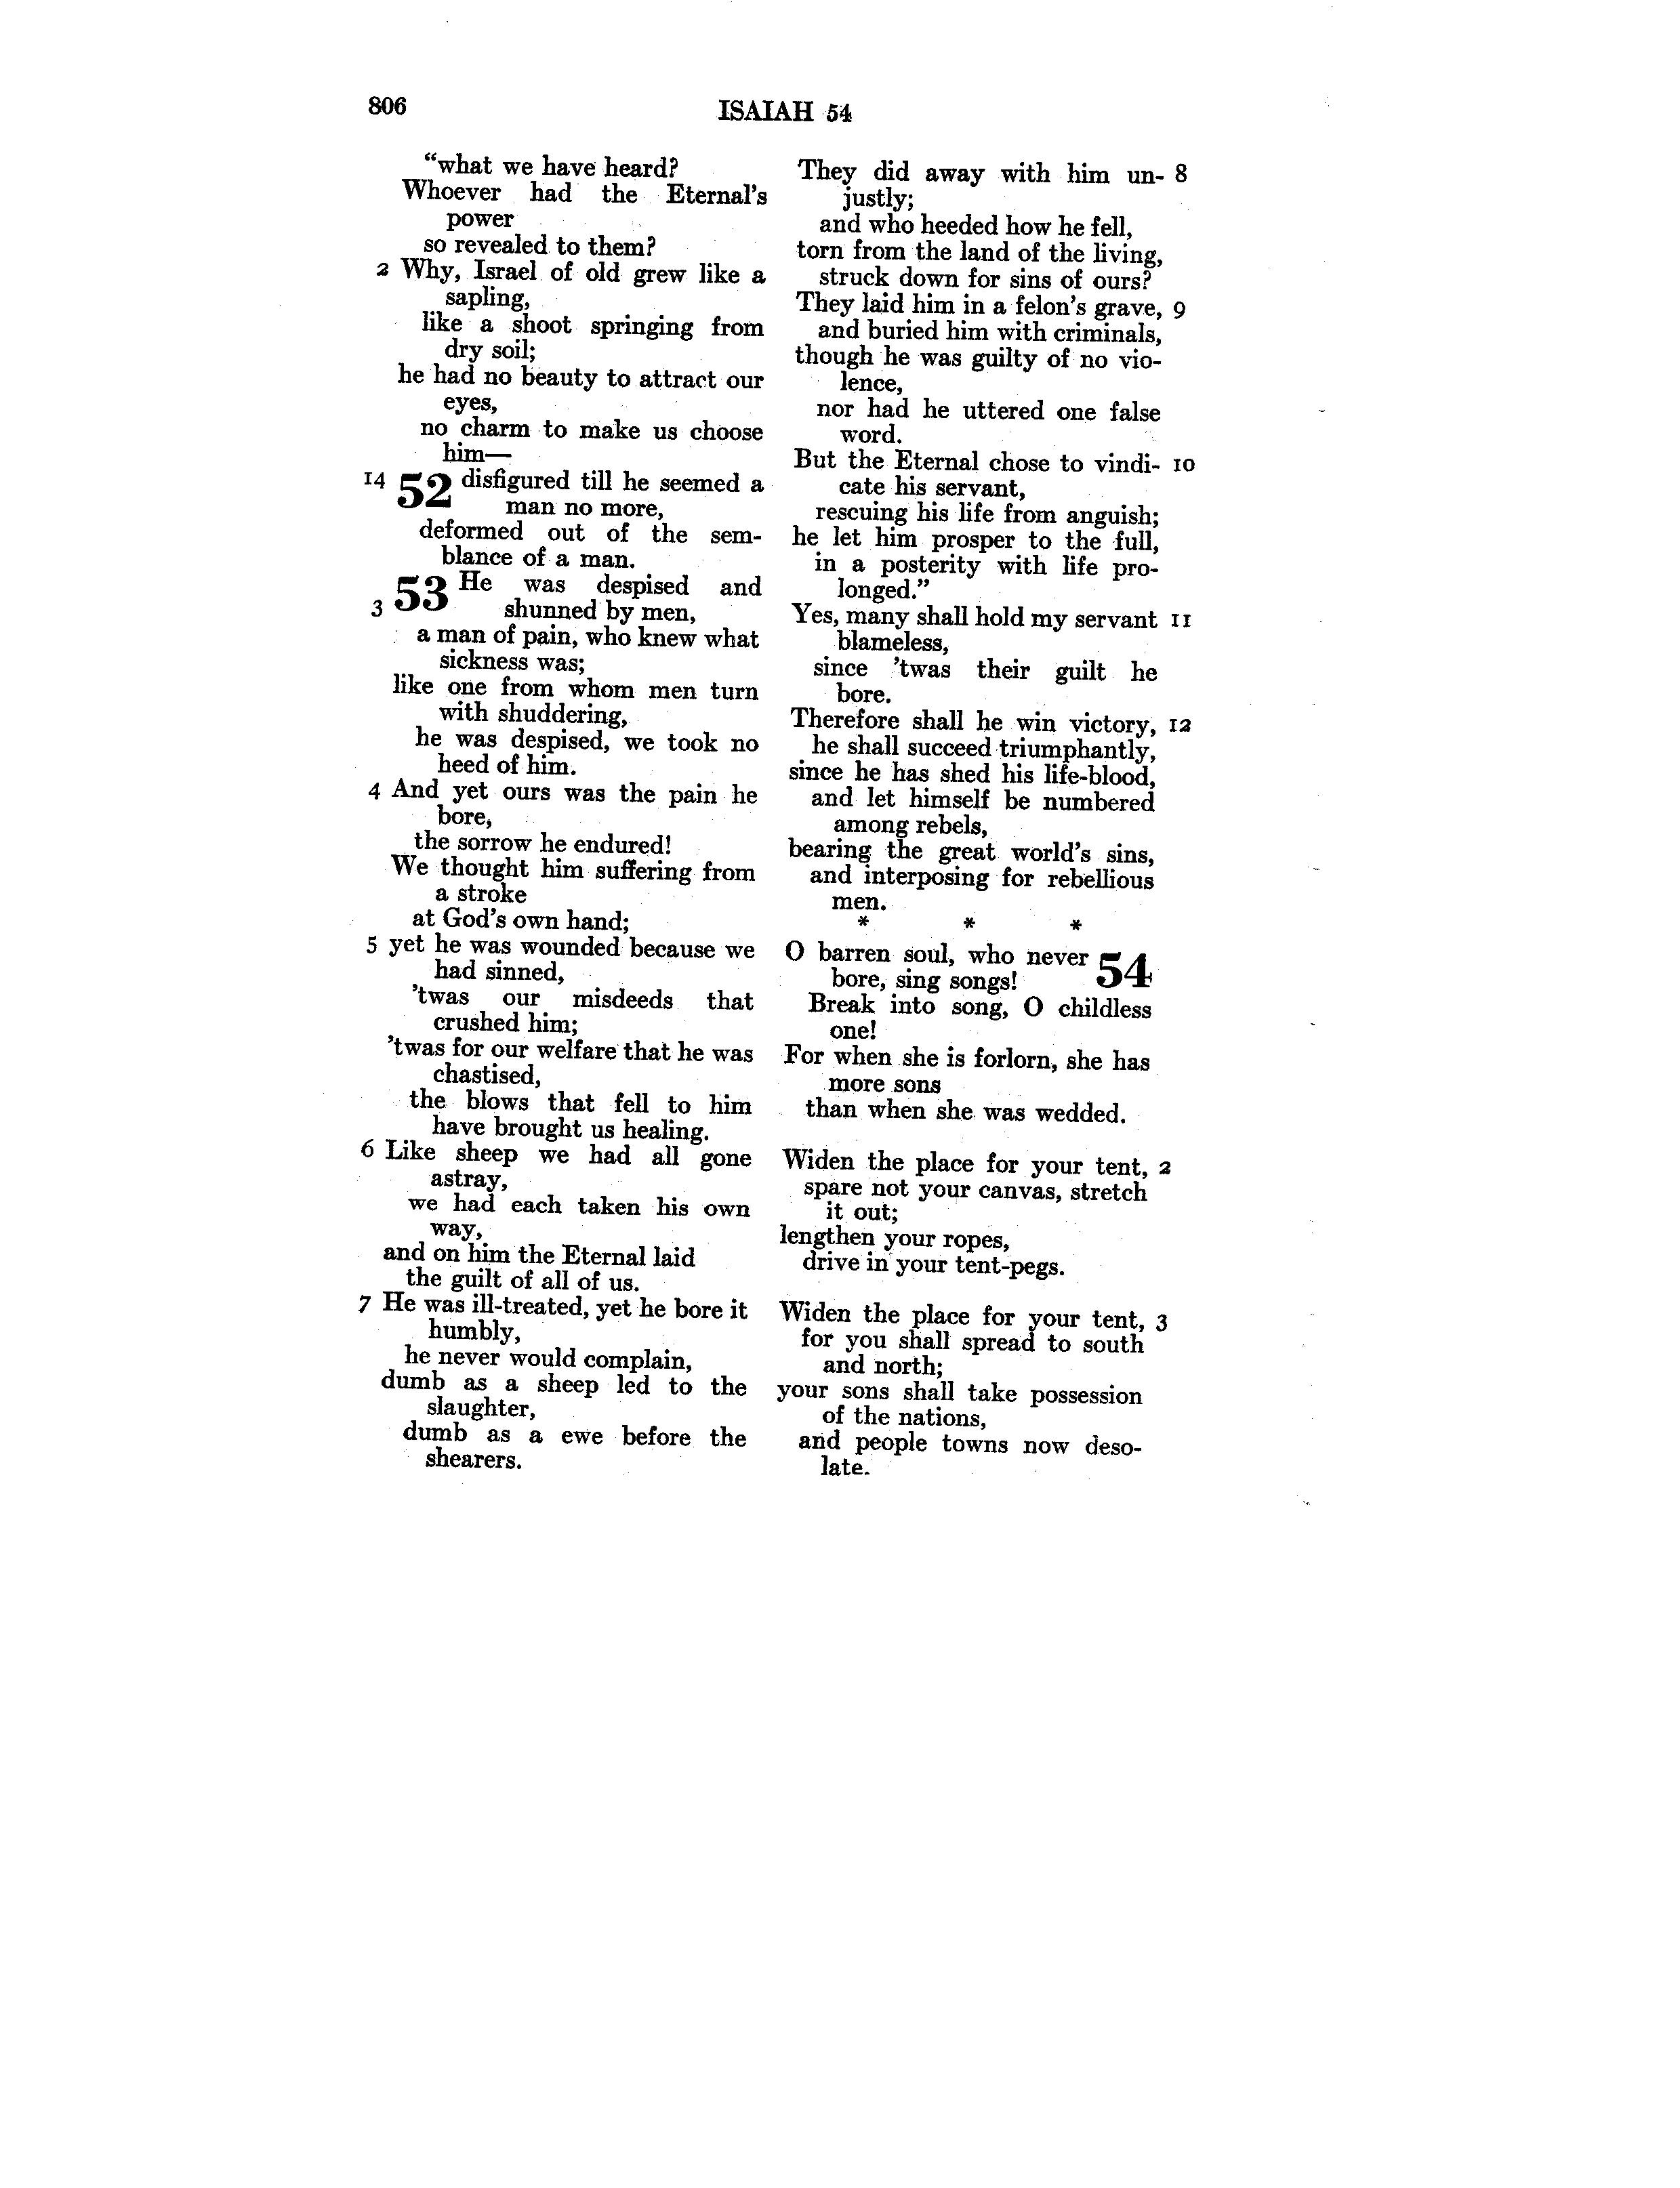 806
ISAIAH 54
"what we have heard?
Whoever had the Eternal's
power
so revealed to them?
2 Why, Israel of old grew like a
sapling,
like a shoot springing from
dry soil;
he had no beauty to attract our
eyes,
no charm to make us choose
him—
14 52 disfigured till he seemed a
man no more,
deformed out of the sem-
blance of a man.
53 He was despised and
3 shunned by men,
a man of pain, who knew what
sickness was;
like one from whom men turn
with shuddering,
he was despised, we took no
heed of him.
4 And yet ours was the pain he
bore,
the sorrow he endured!
We thought him suffering from
a stroke
at God's own hand;
5 yet he was wounded because we
had sinned,
'twas our misdeeds that
crushed him;
'twas for our welfare that he was
chastised,
the blows that fell to him
have brought us healing.
6 Like sheep we had all gone
astray,
we had each taken his own
way,
and on him the Eternal laid
the guilt of all of us.
7 He was ill-treated, yet he bore it
humbly,
he never would complain,
dumb as a sheep led to the
slaughter,
dumb as a ewe before the
shearers.
They did away with him un- 8
justly;
and who heeded how he fell,
torn from the land of the living,
struck down for sins of ours?
They laid him in a felon's grave, 9
and buried him with criminals,
though he was guilty of no vio-
lence,
nor had he uttered one false
word.
But the Eternal chose to vindi- 10
cate his servant,
rescuing his life from anguish;
he let him prosper to the full,
in a posterity with life pro-
longed."
Yes, many shall hold my servant 11
blameless,
since 'twas their guilt he
bore.
Therefore shall he win victory, 12
he shall succeed triumphantly,
since he has shed his life-blood,
and let himself be numbered
among rebels,
bearing the great world's sins,
and interposing for rebellious
men.
* * *
O barren soul, who never 54
bore, sing songs!
Break into song, O childless
one!
For when she is forlorn, she has
more sons
than when she was wedded.
Widen the place for your tent, 2
spare not your canvas, stretch
it out;
lengthen your ropes,
drive in your tent-pegs.
Widen the place for your tent, 3
for you shall spread to south
and north;
your sons shall take possession
of the nations,
and people towns now deso-
late.